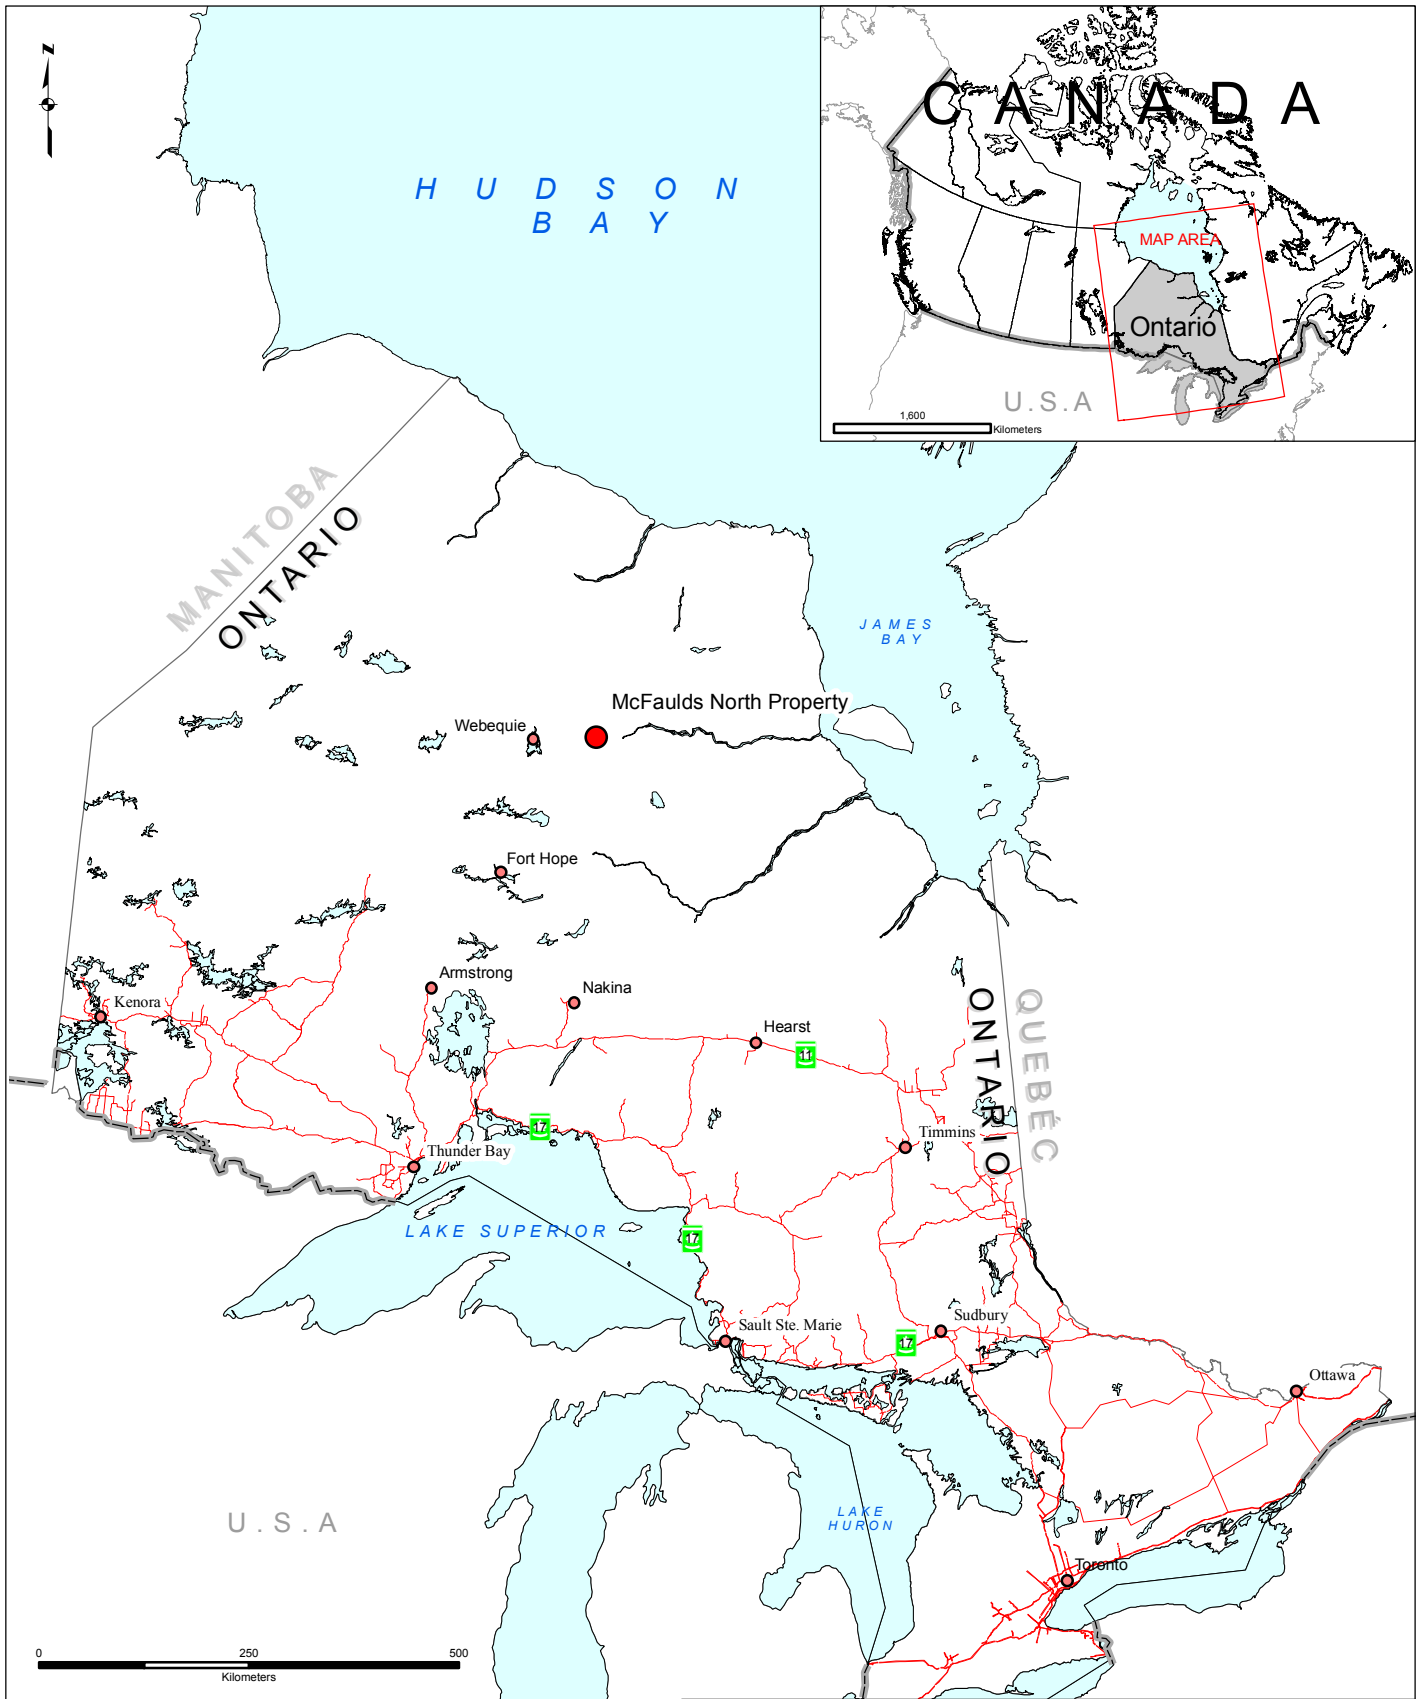 N
CANADA
MAP AREA
Ontario
U.S.A
1,600
Kilometers
HUDSON
BAY
MANITOBA
ONTARIO
JAMES
BAY
McFaulds North Property
Webequie
Fort Hope
Armstrong
Nakina
Kenora
Hearst
11
ONTARIO
QUEBÉC
17
Timmins
Thunder Bay
LAKE SUPERIOR
17
Sault Ste. Marie
Sudbury
17
Ottawa
LAKE
HURON
U.S.A
Toronto
0 250 500
Kilometers